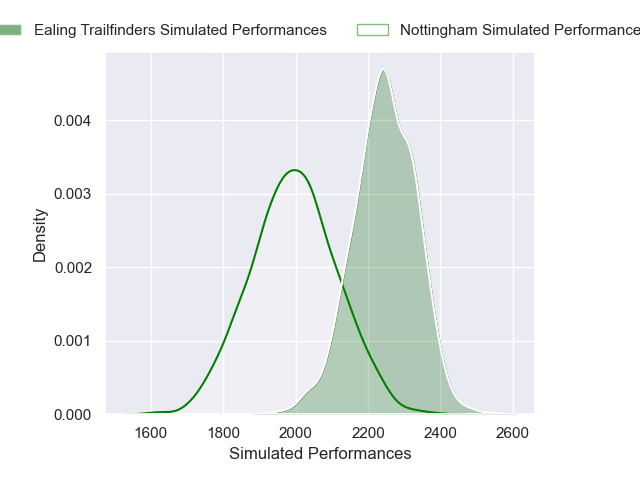 Ealing Trailfinders Simulated Performances
Nottingham Simulated Performance
0.004
0.003
0.002
0.001
0.000
Density
1600 1800 2000 2200 2400 2600
Simulated Performances